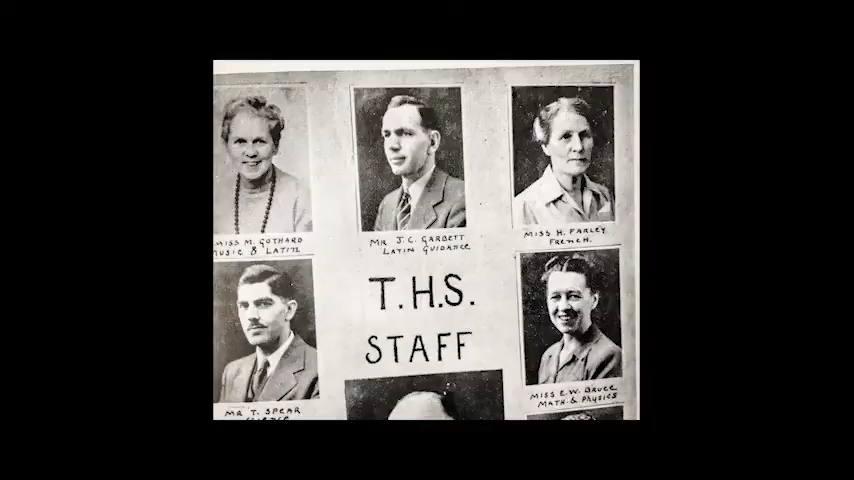 MISS M. GOTHARD
MUSIC & LATIN
MR J.C. GARBETT
LATIN GUIDANCE
MISS H. FARLEY
FRENCH.
T.H.S.
STAFF
MR T. SPEAR
MISS E.W. BRUCE
MATH. & PHYSICS